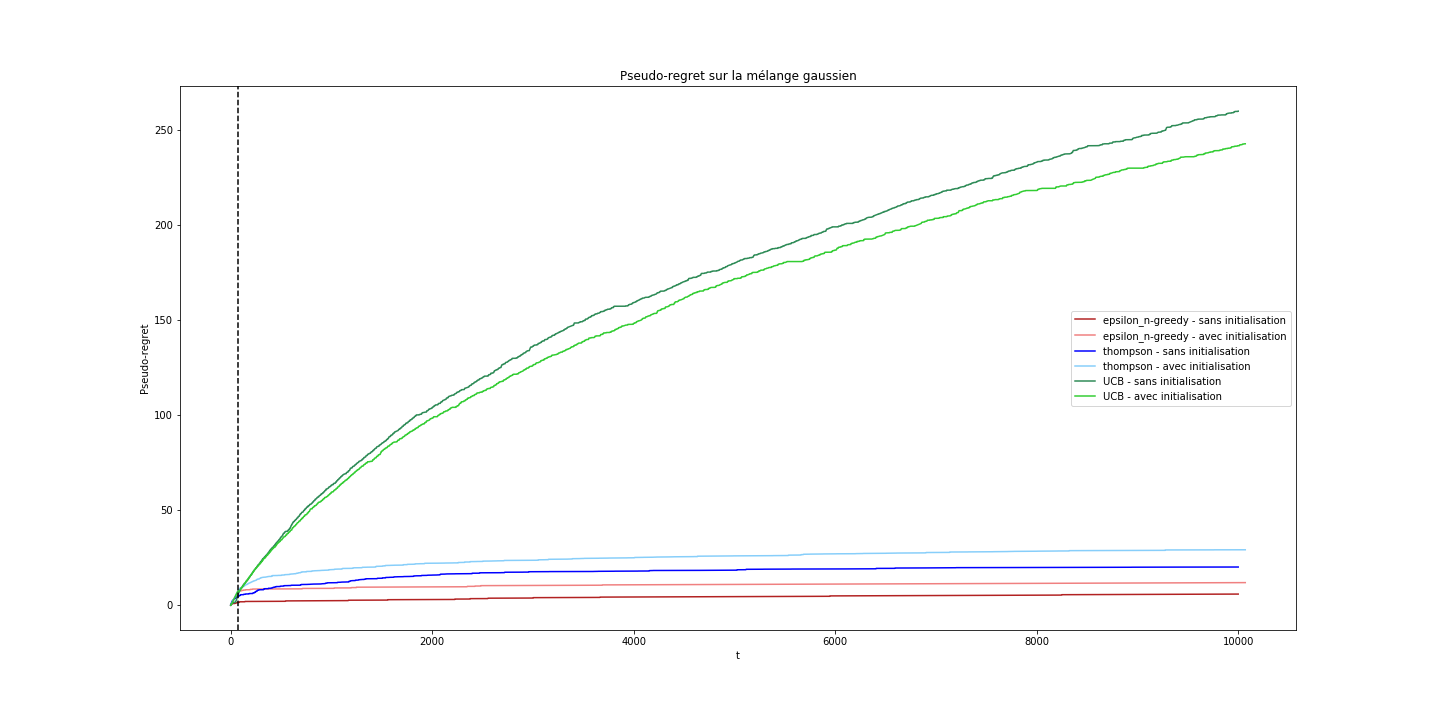 Pseudo-regret sur la mélange gaussien
250
200
150
100
50
0
Pseudo-regret
epsilon_n-greedy - sans initialisation
epsilon_n-greedy - avec initialisation
thompson - sans initialisation
thompson - avec initialisation
UCB - sans initialisation
UCB - avec initialisation
0 2000 4000 6000 8000 10000
t